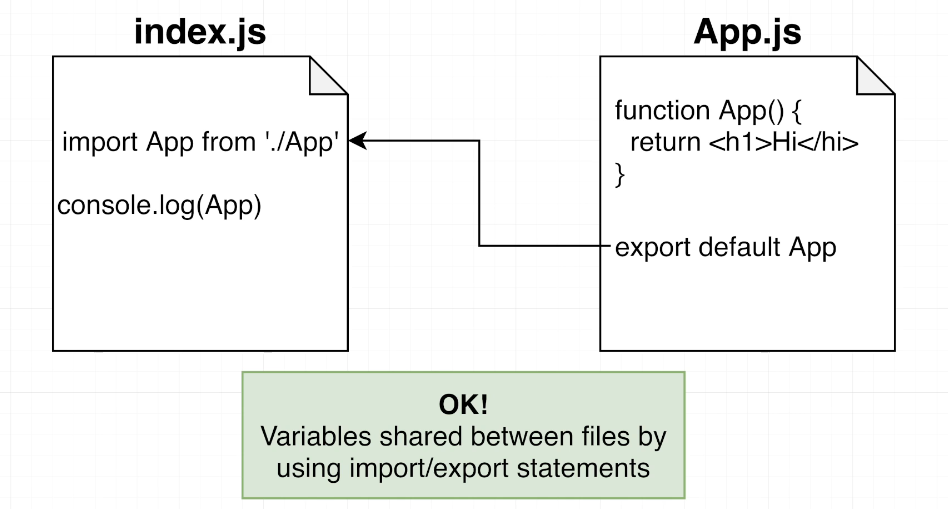 index.js
import App from './App'
console.log(App)
App.js
function App() {
return <h1>Hi</hi>
}
export default App
OK!
Variables shared between files by
using import/export statements